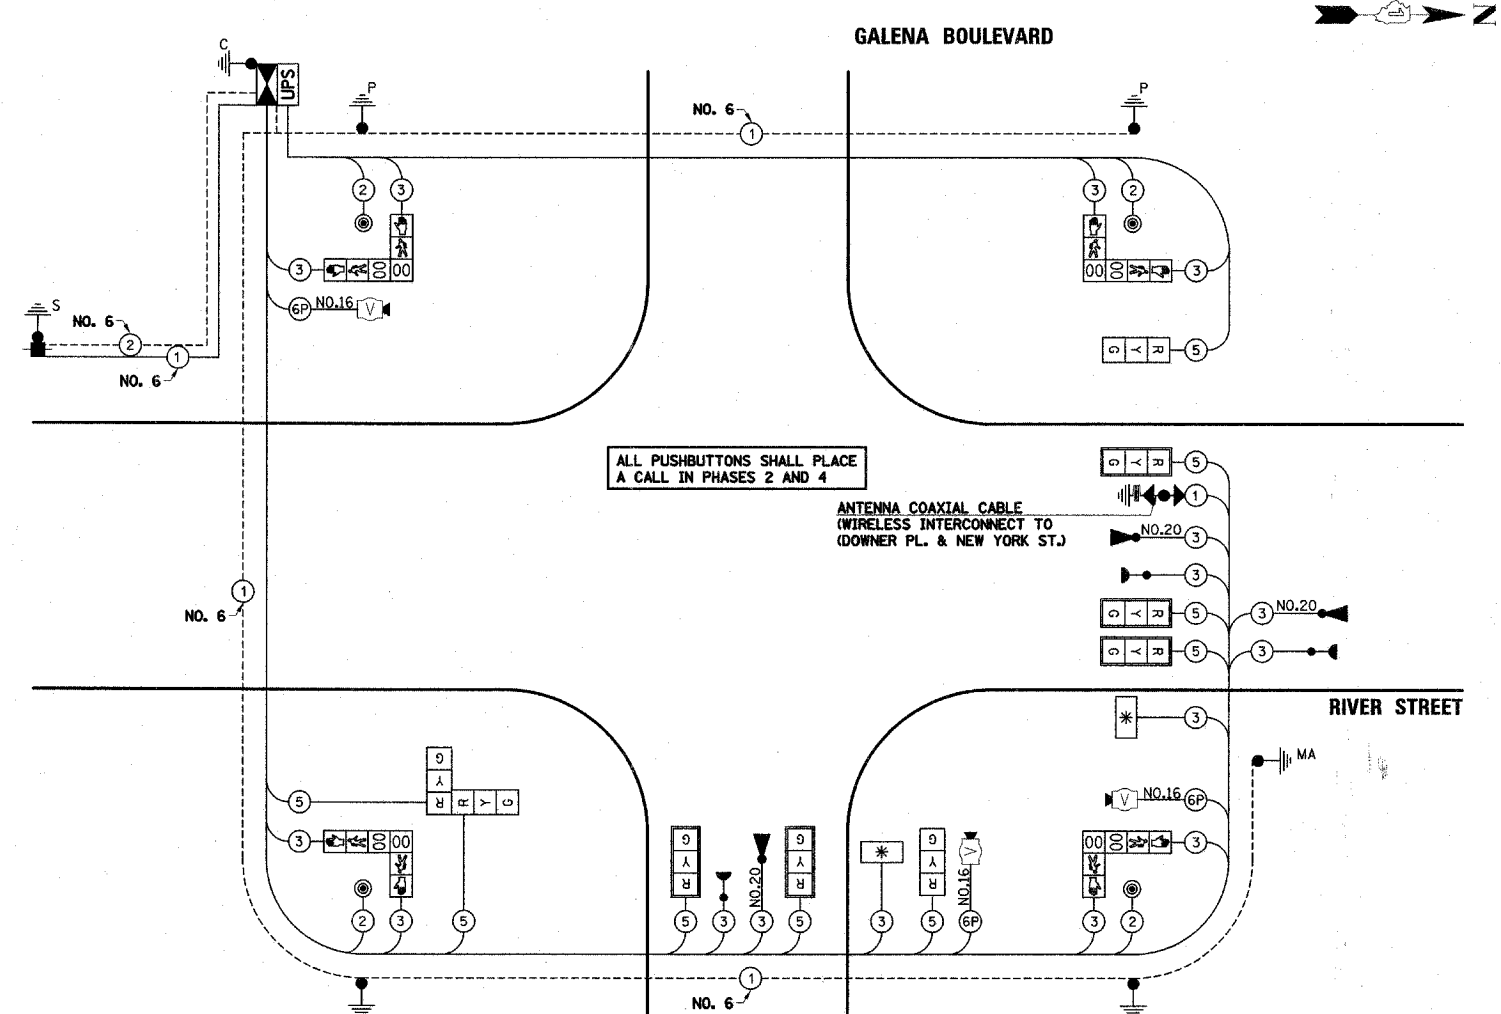 GALENA BOULEVARD
N
C
UPS
P
P
NO. 6
1
2
3
3
2
3
00
00
00
00
3
6P
NO.16
V
S
NO. 6
2
1
NO. 6
G Y R
5
ALL PUSHBUTTONS SHALL PLACE
A CALL IN PHASES 2 AND 4
G Y R
5
1
ANTENNA COAXIAL CABLE
(WIRELESS INTERCONNECT TO
(DOWNER PL. & NEW YORK ST.)
NO.20
3
3
1
NO. 6
G Y R
5
3
NO.20
G Y R
5
3
RIVER STREET
3
MA
G
Y
R R Y G
5
V
NO.16
6P
3
00
00
00
00
3
G
Y
R
G
Y
R
G
Y
R
V
NO.20
NO.16
2
3
5
5
3
3
5
3
5
6P
3
2
1
NO. 6